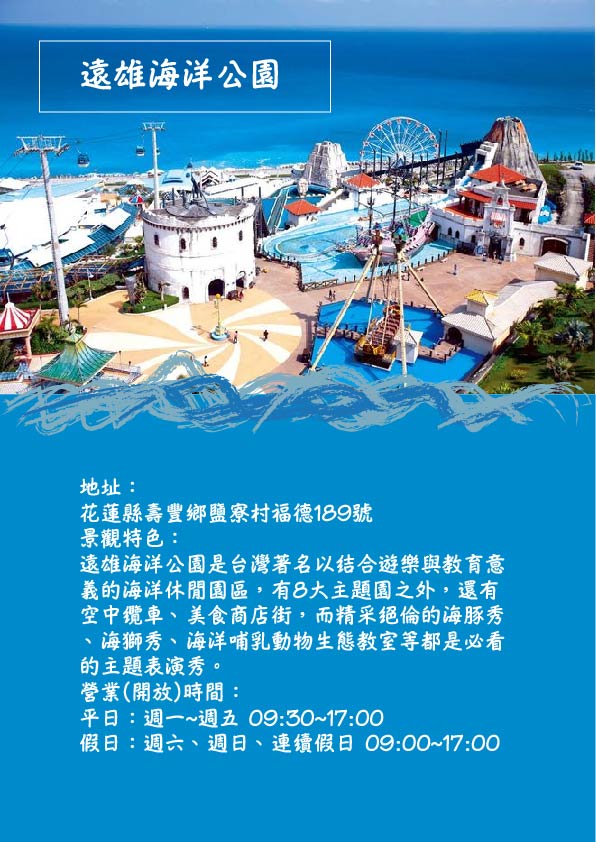 遠雄海洋公園
地址：
花蓮縣壽豐鄉鹽寮村福德189號
景觀特色：
遠雄海洋公園是台灣著名以结合遊樂與教育意
義的海洋休閒園區，有8大主題園之外，還有
空中纜車、美食商店街，而精采絕倫的海豚秀
、海獅秀、海洋哺乳動物生態教室等都是必看
的主題表演秀。
營業(開放)時間：
平日：週一~週五 09:30~17:00
假日：週六、週日、連續假日 09:00~17:00